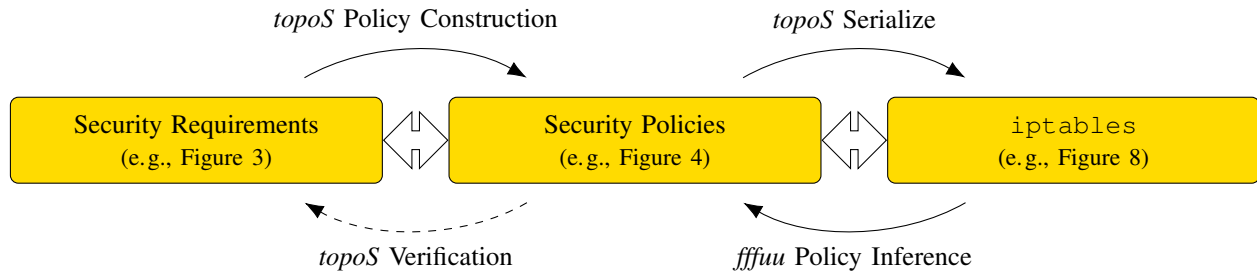 topoS Policy Construction
topoS Serialize
Security Requirements
(e. g., Figure 3)
Security Policies
(e. g., Figure 4)
iptables
(e. g., Figure 8)
topoS Verification
fffuu Policy Inference